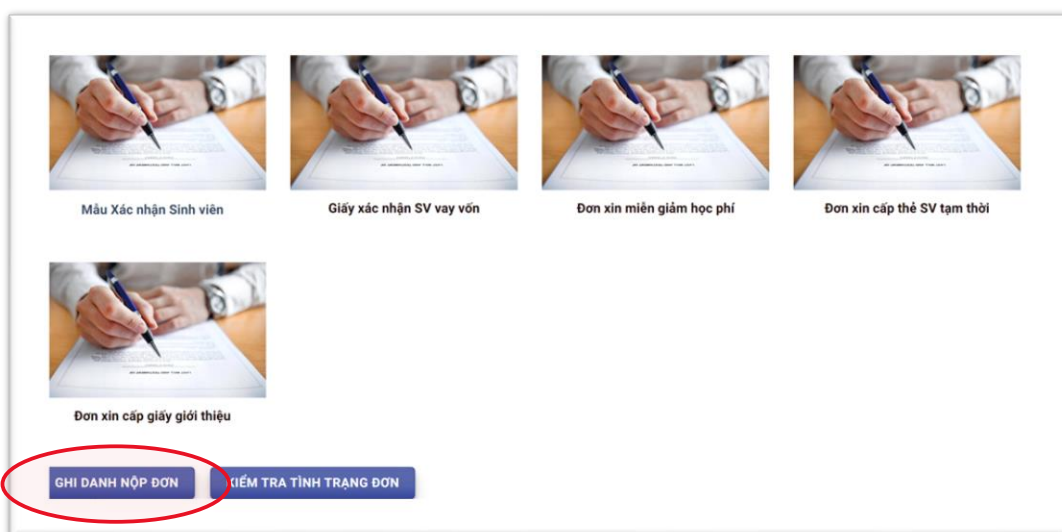 Mẫu Xác nhận Sinh viên
Giấy xác nhận SV vay vốn
Đơn xin miễn giảm học phí
Đơn xin cấp thẻ SV tạm thời
Đơn xin cấp giấy giới thiệu
GHI DANH NỘP ĐƠN
KIỂM TRA TÌNH TRẠNG ĐƠN